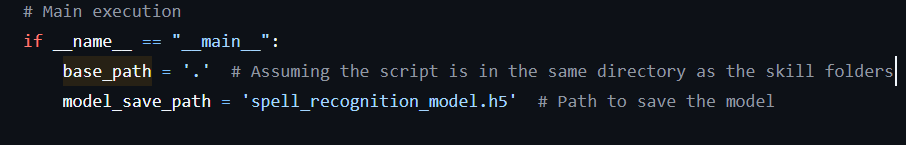 # Main execution
if __name__ == "__main__":
    base_path = '.'  # Assuming the script is in the same directory as the skill folders
    model_save_path = 'spell_recognition_model.h5'  # Path to save the model